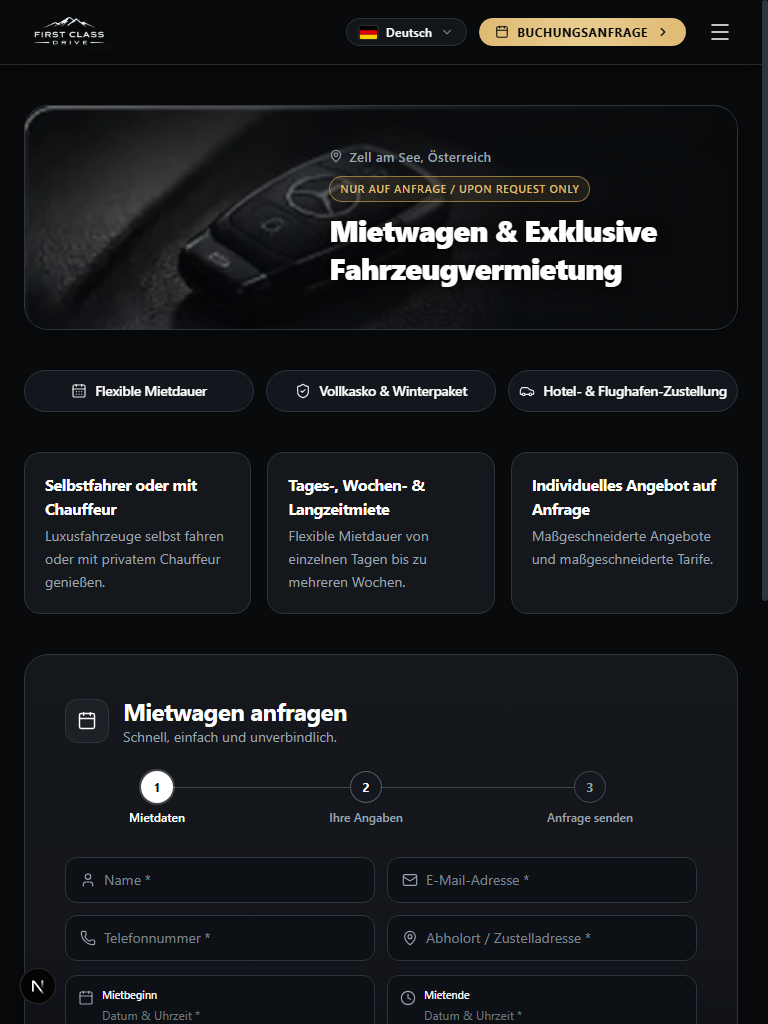 FIRST CLASS
DRIVE
Deutsch
BUCHUNGSANFRAGE
Zell am See, Österreich
NUR AUF ANFRAGE / UPON REQUEST ONLY
Mietwagen & Exklusive
Fahrzeugvermietung
Flexible Mietdauer
Vollkasko & Winterpaket
Hotel- & Flughafen-Zustellung
Selbstfahrer oder mit
Chauffeur
Luxusfahrzeuge selbst fahren
oder mit privatem Chauffeur
genießen.
Tages-, Wochen- &
Langzeitmiete
Flexible Mietdauer von
einzelnen Tagen bis zu
mehreren Wochen.
Individuelles Angebot auf
Anfrage
Maßgeschneiderte Angebote
und maßgeschneiderte Tarife.
Mietwagen anfragen
Schnell, einfach und unverbindlich.
1
Mietdaten
2
Ihre Angaben
3
Anfrage senden
Name *
E-Mail-Adresse *
Telefonnummer *
Abholort / Zustelladresse *
Mietbeginn
Datum & Uhrzeit *
Mietende
Datum & Uhrzeit *
N